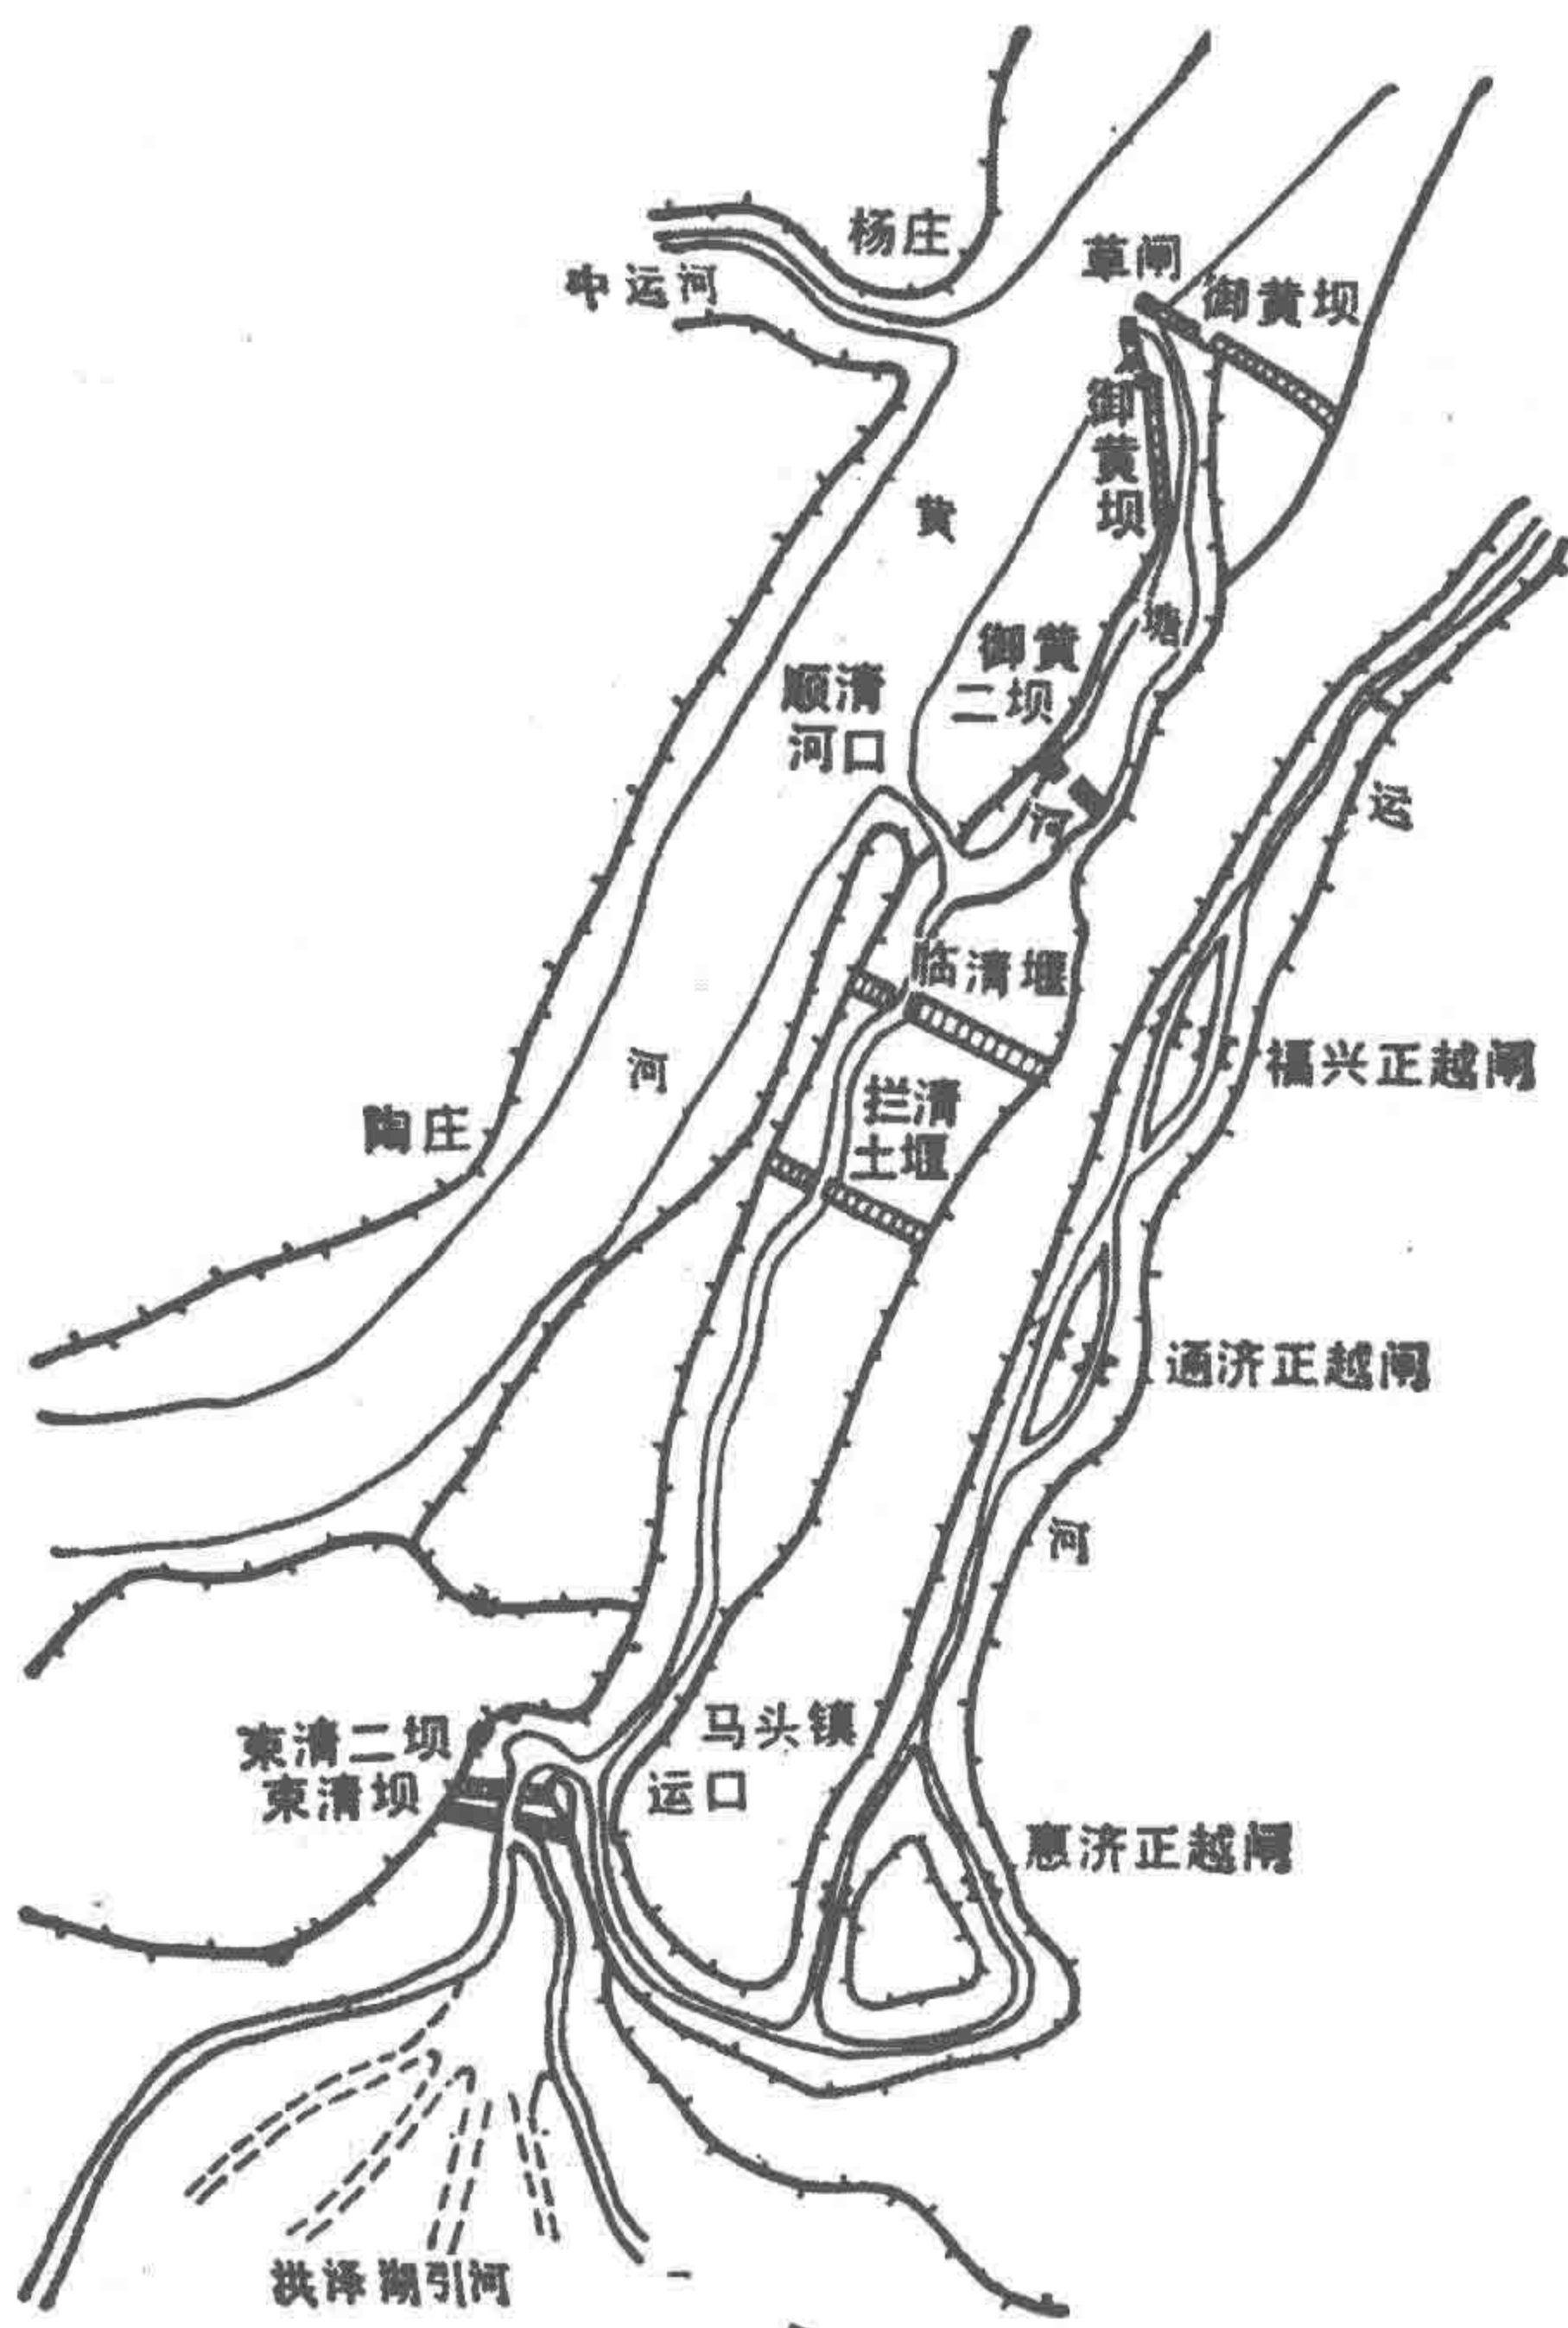 杨庄
草闸
御黄坝
中运河
御
黄
坝
黄
塘
御黄
二坝
顺清
河口
河
运
临清堰
河
福兴正越闸
拦清
土堰
陶庄
通济正越闸
河
束清二坝
束清坝
马头镇
运口
惠济正越闸
洪泽湖引河